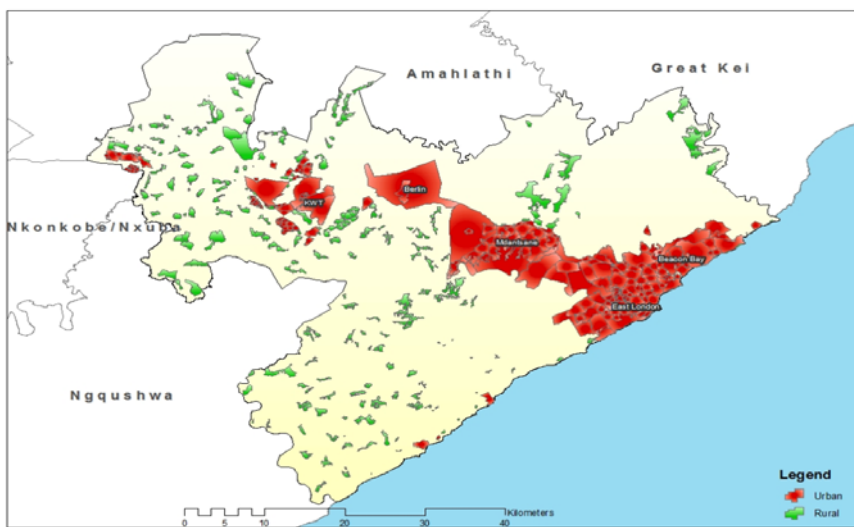 Amahlathi
Great Kei
Berlin
KWT
Nkonkobe/Nxuba
Mdantsane
Beacon Bay
East London
Ngqushwa
Legend
Urban
Rural
Kilometers
0 5 10 20 30 40